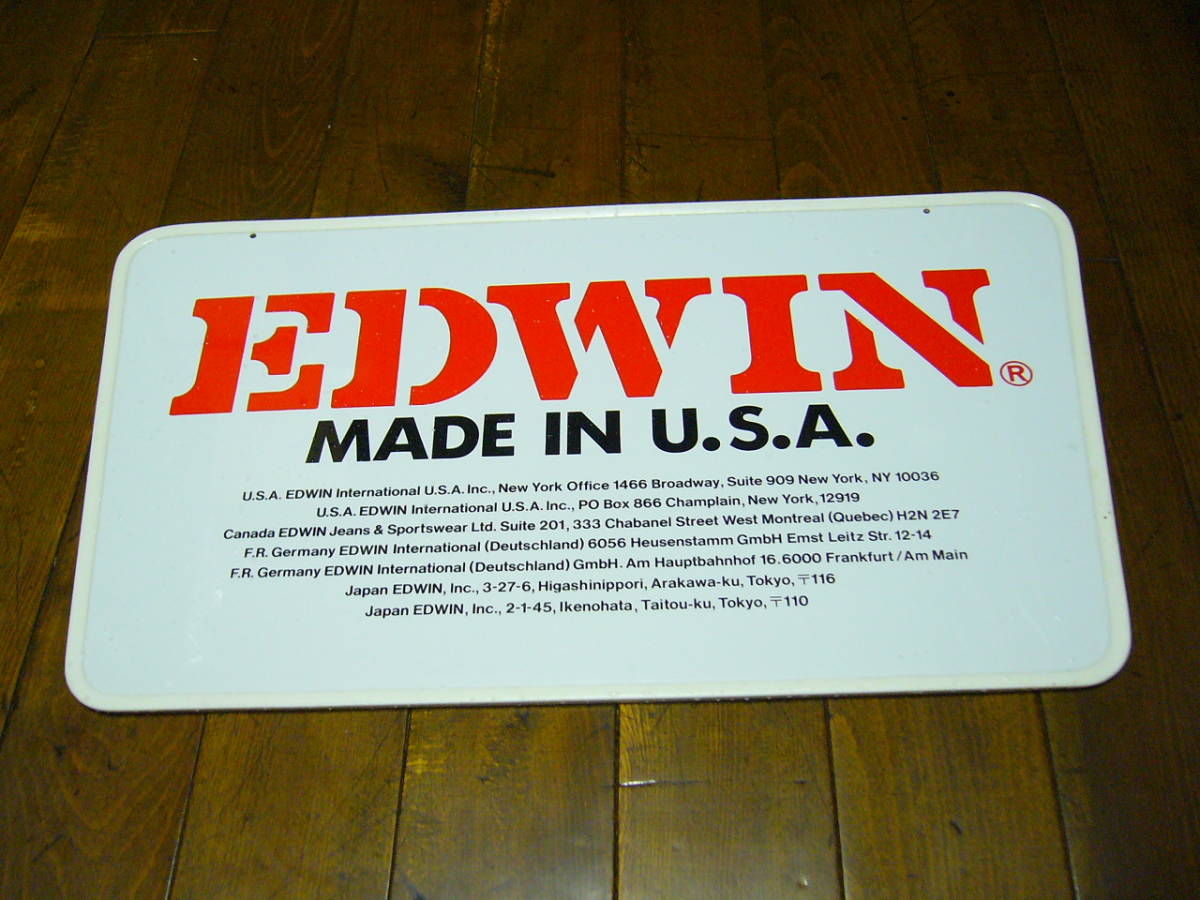 EDWIN®
MADE IN U.S.A.
U.S.A. EDWIN International U.S.A. Inc., New York Office 1466 Broadway, Suite 909 New York, NY 10036
U.S.A. EDWIN International U.S.A. Inc., PO Box 866 Champlain, New York, 12919
Canada EDWIN Jeans & Sportswear Ltd. Suite 201, 333 Chabanel Street West Montreal (Quebec) H2N 2E7
F.R. Germany EDWIN International (Deutschland) 6056 Heusenstamm GmbH Emst Leitz Str. 12-14
F.R. Germany EDWIN International (Deutschland) GmbH. Am Hauptbahnhof 16.6000 Frankfurt/Am Main
Japan EDWIN, Inc., 3-27-6, Higashinippori, Arakawa-ku, Tokyo, 〒116
Japan EDWIN, Inc., 2-1-45, Ikenohata, Taitou-ku, Tokyo, 〒110